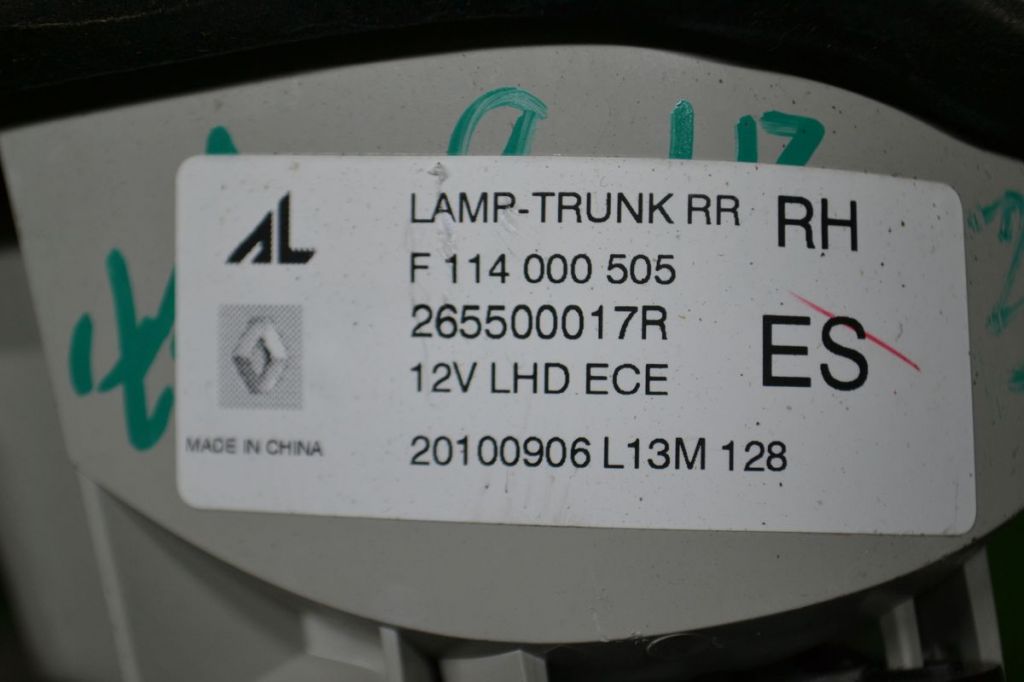 AL
LAMP-TRUNK RR RH
F 114 000 505
265500017R
ES
12V LHD ECE
MADE IN CHINA
20100906 L13M 128